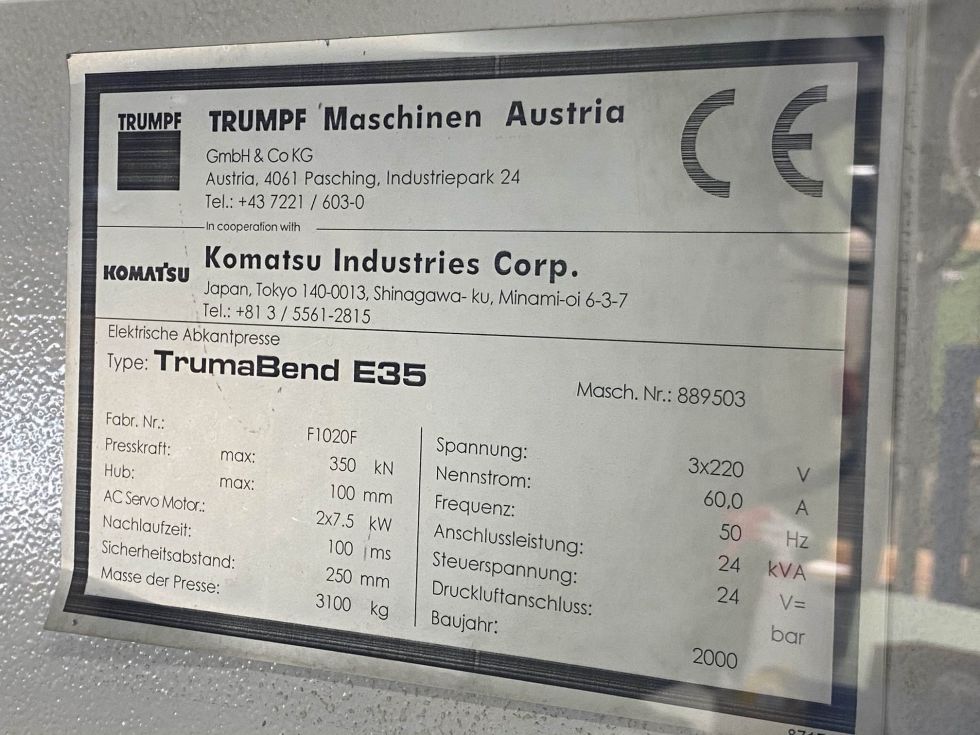 TRUMPF
TRUMPF Maschinen Austria
CE
GmbH & Co KG
Austria, 4061 Pasching, Industriepark 24
Tel.: +43 7221 / 603-0
In cooperation with
KOMATSU
Komatsu Industries Corp.
Japan, Tokyo 140-0013, Shinagawa- ku, Minami-oi 6-3-7
Tel.: +81 3 / 5561-2815
Elektrische Abkantpresse
Type: TrumaBend E35
Masch. Nr.: 889503
Fabr. Nr.: F1020F
Presskraft: max: 350 kN
Hub: max: 100 mm
AC Servo Motor.: 2x7.5 kW
Nachlaufzeit: 100 ms
Sicherheitsabstand: 250 mm
Masse der Presse: 3100 kg
Spannung: 3x220 V
Nennstrom: 60,0 A
Frequenz: 50 Hz
Anschlussleistung: 24 kVA
Steuerspannung: 24 V=
Druckluftanschluss: bar
Baujahr: 2000